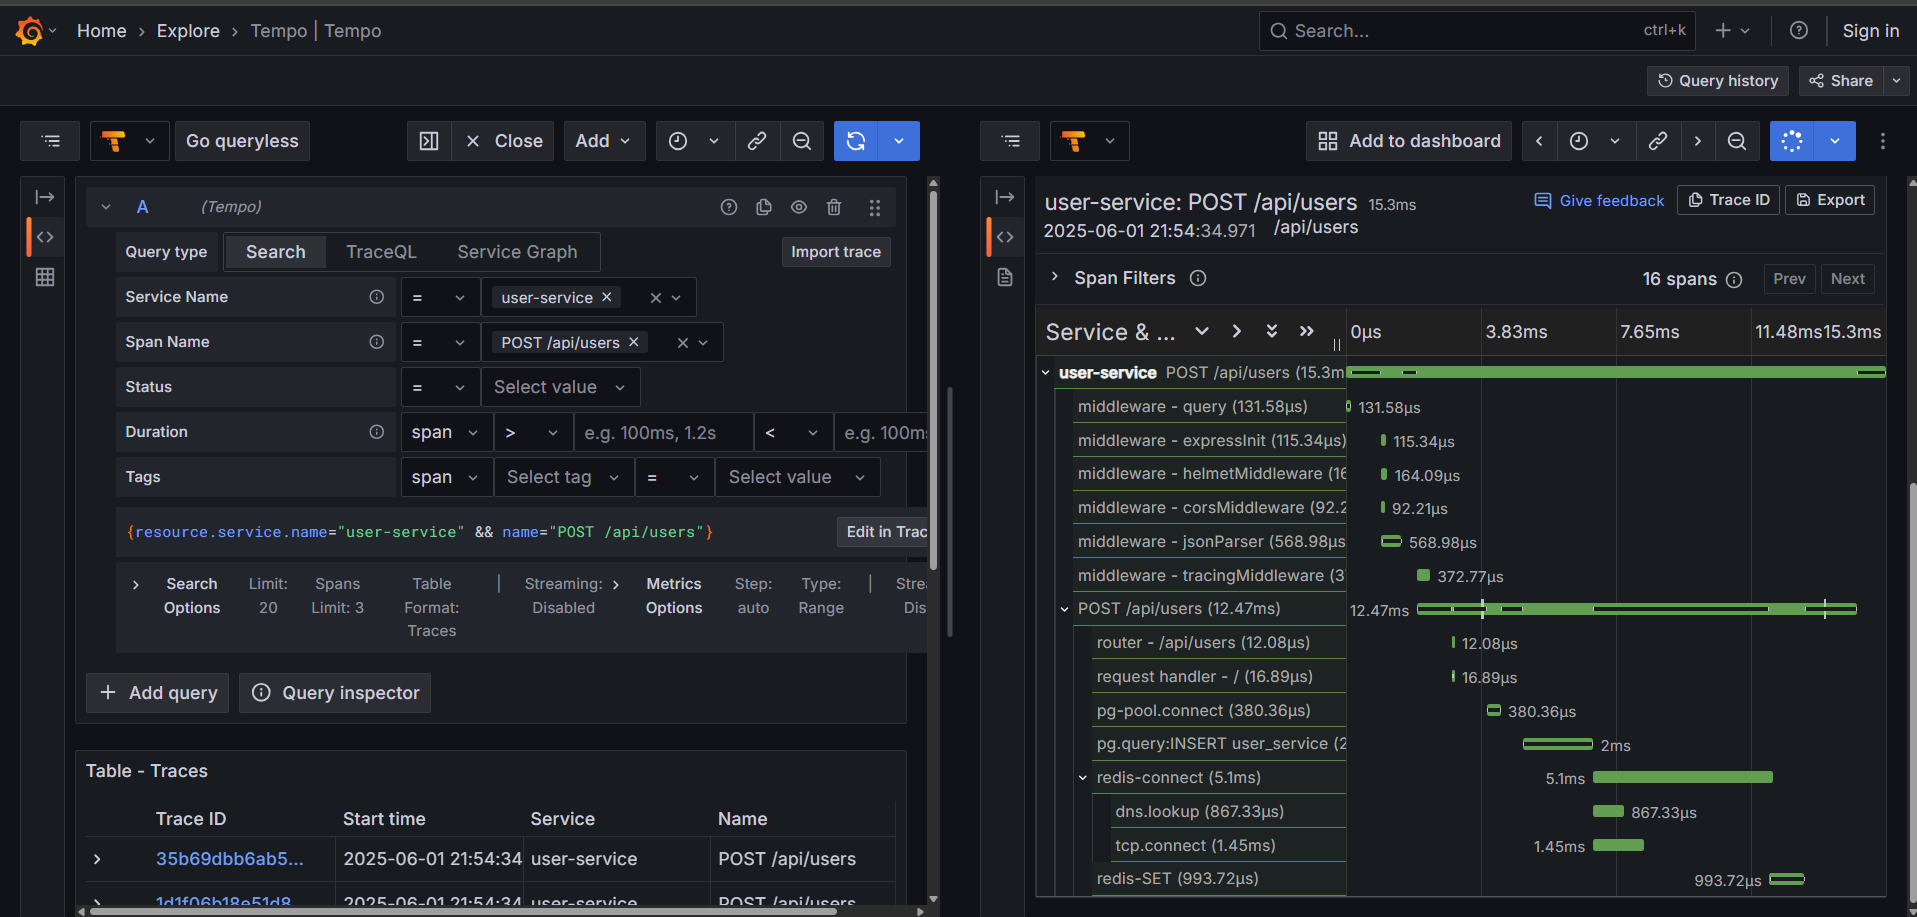 Home › Explore › Tempo | Tempo
Search... ctrl+k
Sign in
Query history
Share
Go queryless
Close
Add
Add to dashboard
A (Tempo)
Query type Search TraceQL Service Graph Import trace
Service Name = user-service
Span Name = POST /api/users
Status = Select value
Duration span > e.g. 100ms, 1.2s < e.g. 100m
Tags span Select tag = Select value
{resource.service.name="user-service" && name="POST /api/users"}
Edit in Trac
Search Options
Limit: 20
Spans Limit: 3
Table Format: Traces
|
Streaming: Disabled
Metrics Options
Step: auto
Type: Range
|
Stre
Dis
+ Add query
Query inspector
Table - Traces
Trace ID Start time Service Name
35b69dbb6ab5... 2025-06-01 21:54:34 user-service POST /api/users
1d1f06b18e51d8 2025-06-01 21:54:34 user-service POST /api/users
user-service: POST /api/users 15.3ms
Give feedback
Trace ID
Export
2025-06-01 21:54:34.971 /api/users
Span Filters
16 spans
Prev
Next
Service & ... 0μs 3.83ms 7.65ms 11.48ms 15.3ms
user-service POST /api/users (15.3m
middleware - query (131.58μs) 131.58μs
middleware - expressInit (115.34μs) 115.34μs
middleware - helmetMiddleware (16 164.09μs
middleware - corsMiddleware (92.2 92.21μs
middleware - jsonParser (568.98μs 568.98μs
middleware - tracingMiddleware (37 372.77μs
POST /api/users (12.47ms) 12.47ms
router - /api/users (12.08μs) 12.08μs
request handler - / (16.89μs) 16.89μs
pg-pool.connect (380.36μs) 380.36μs
pg.query:INSERT user_service (2 2ms
redis-connect (5.1ms) 5.1ms
dns.lookup (867.33μs) 867.33μs
tcp.connect (1.45ms) 1.45ms
redis-SET (993.72μs) 993.72μs